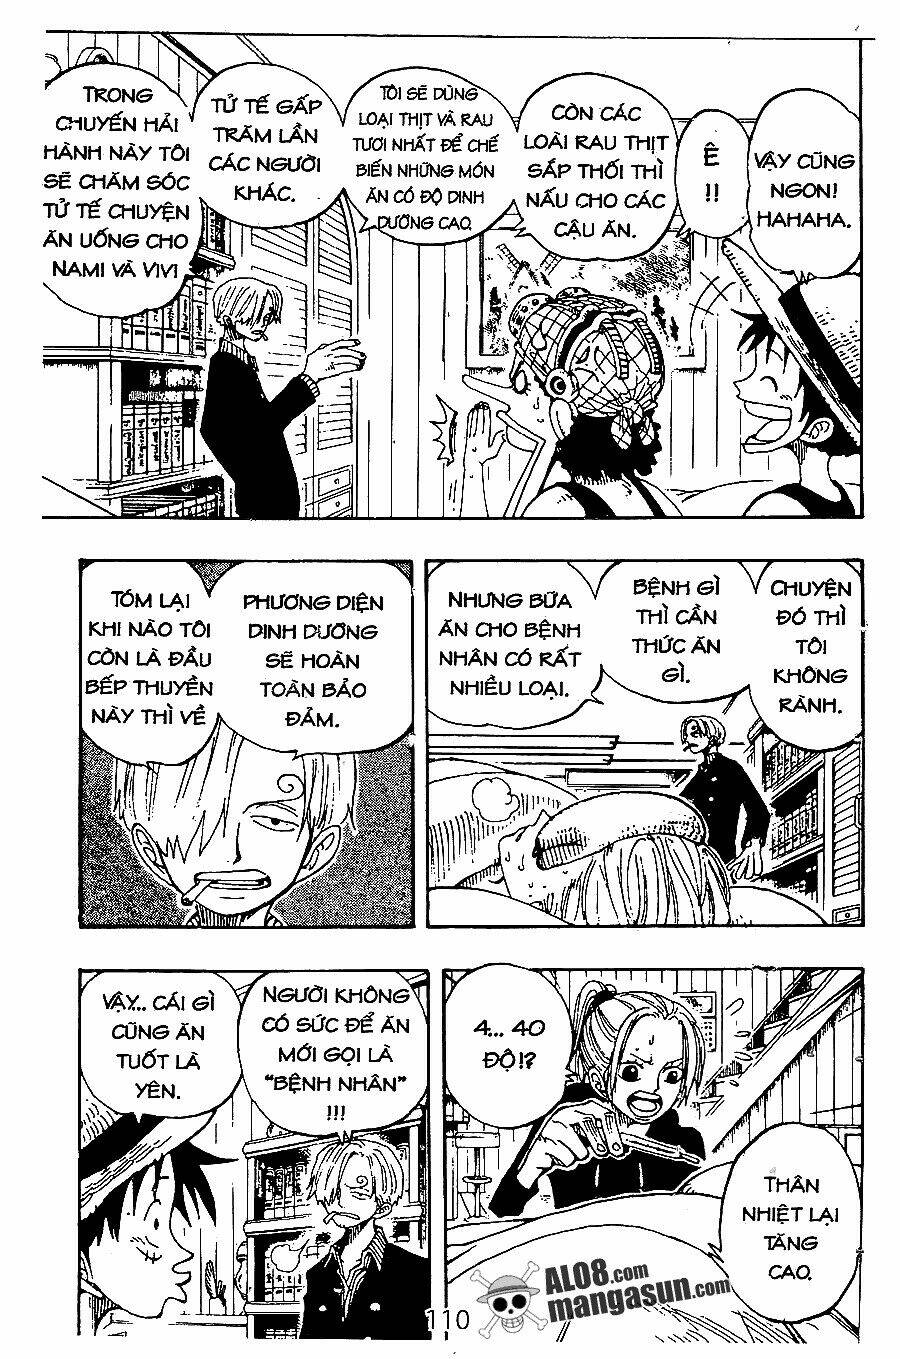 TRONG
CHUYẾN HẢI
HÀNH NÀY TÔI
SẼ CHĂM SÓC
TỬ TẾ CHUYỆN
ĂN UỐNG CHO
NAMI VÀ VIVI
TỬ TẾ GẤP
TRĂM LẦN
CÁC NGƯỜI
KHÁC.
TÔI SẼ DÙNG
LOẠI THỊT VÀ RAU
TƯƠI NHẤT ĐỂ CHẾ
BIẾN NHỮNG MÓN
ĂN CÓ ĐỘ DINH
DƯỠNG CAO.
CÒN CÁC
LOÀI RAU THỊT
SẮP THỐI THÌ
NẤU CHO CÁC
CẬU ĂN.
Ê
!!
VẬY CŨNG
NGON!
HAHAHA.
TÓM LẠI
KHI NÀO TÔI
CÒN LÀ ĐẦU
BẾP THUYỀN
NÀY THÌ VỀ
PHƯƠNG DIỆN
DINH DƯỠNG
SẼ HOÀN
TOÀN BẢO
ĐẢM.
NHƯNG BỮA
ĂN CHO BỆNH
NHÂN CÓ RẤT
NHIỀU LOẠI.
BỆNH GÌ
THÌ CẦN
THỨC ĂN
GÌ.
CHUYỆN
ĐÓ THÌ
TÔI
KHÔNG
RÀNH.
VẬY... CÁI GÌ
CŨNG ĂN
TUỐT LÀ
YÊN.
NGƯỜI KHÔNG
CÓ SỨC ĐỂ ĂN
MỚI GỌI LÀ
"BỆNH NHÂN"
!!!
4... 40
ĐỘ!?
THÂN
NHIỆT LẠI
TĂNG
CAO.
110
ALO8.com
mangasun.com